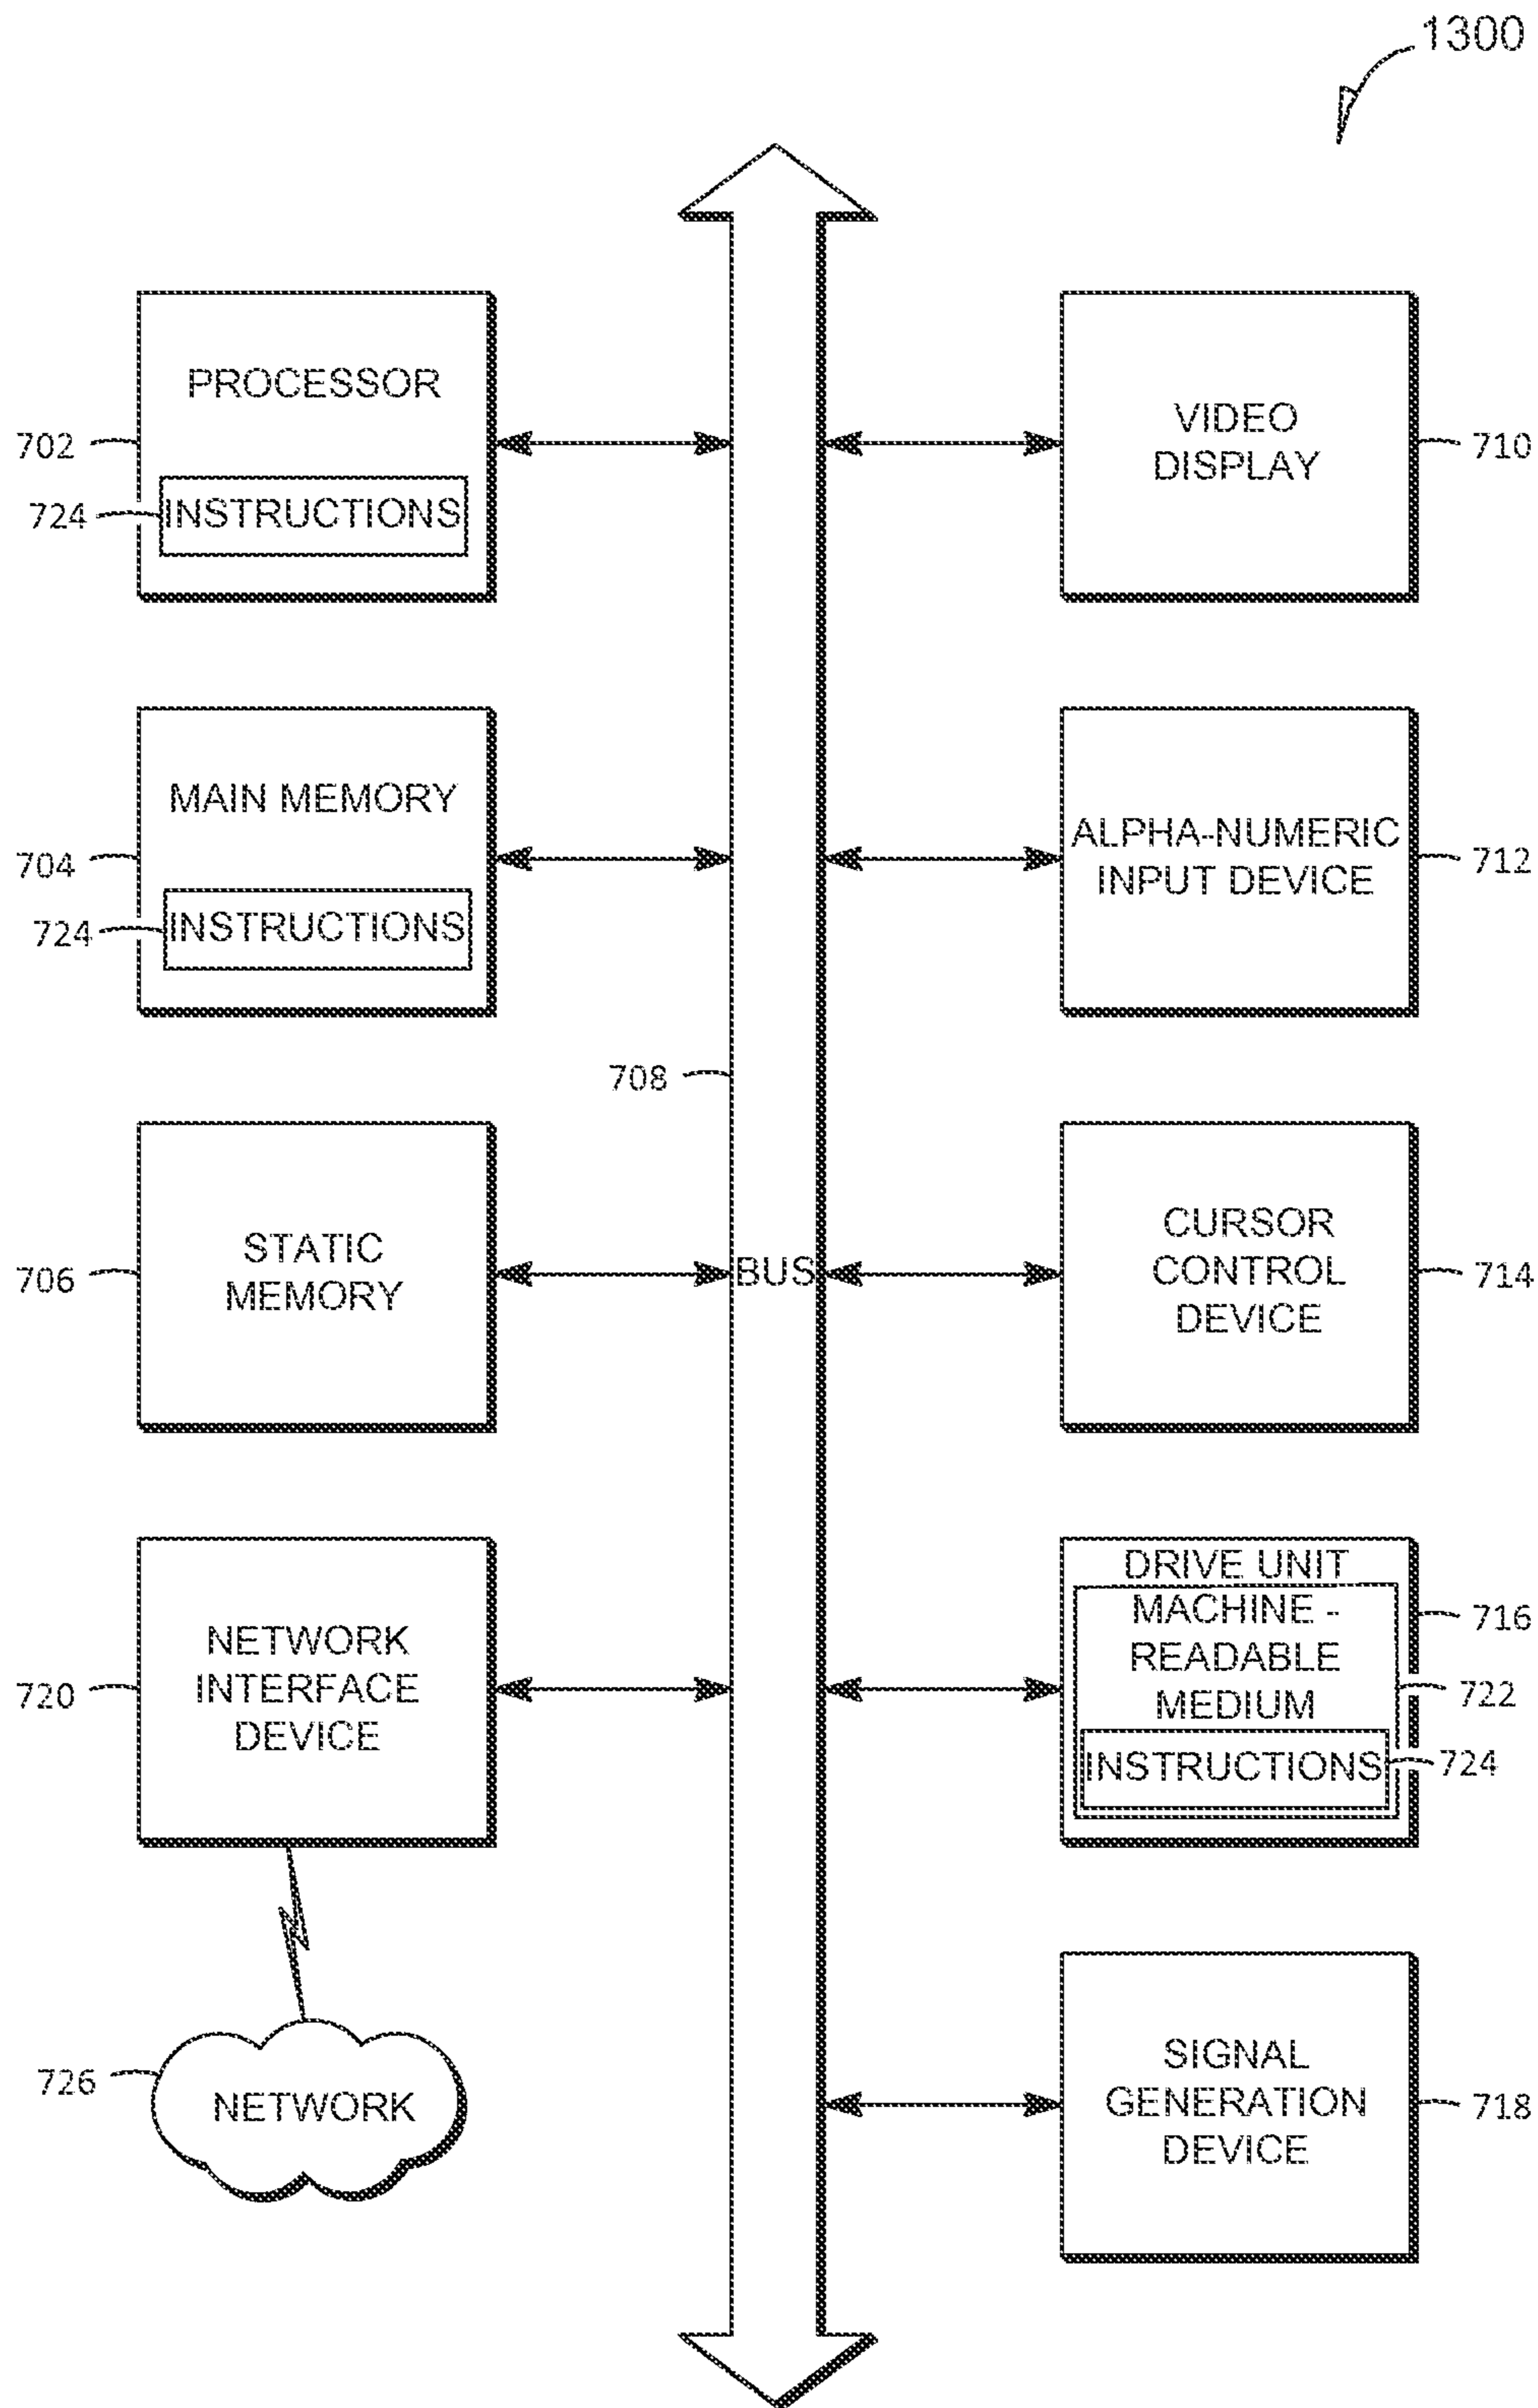 1300
PROCESSOR
702
724
INSTRUCTIONS
VIDEO
DISPLAY
710
MAIN MEMORY
704
724
INSTRUCTIONS
ALPHA-NUMERIC
INPUT DEVICE
712
708
STATIC
MEMORY
706
BUS
CURSOR
CONTROL
DEVICE
714
NETWORK
INTERFACE
DEVICE
720
DRIVE UNIT
716
MACHINE -
READABLE
MEDIUM
722
INSTRUCTIONS
724
726
NETWORK
SIGNAL
GENERATION
DEVICE
718